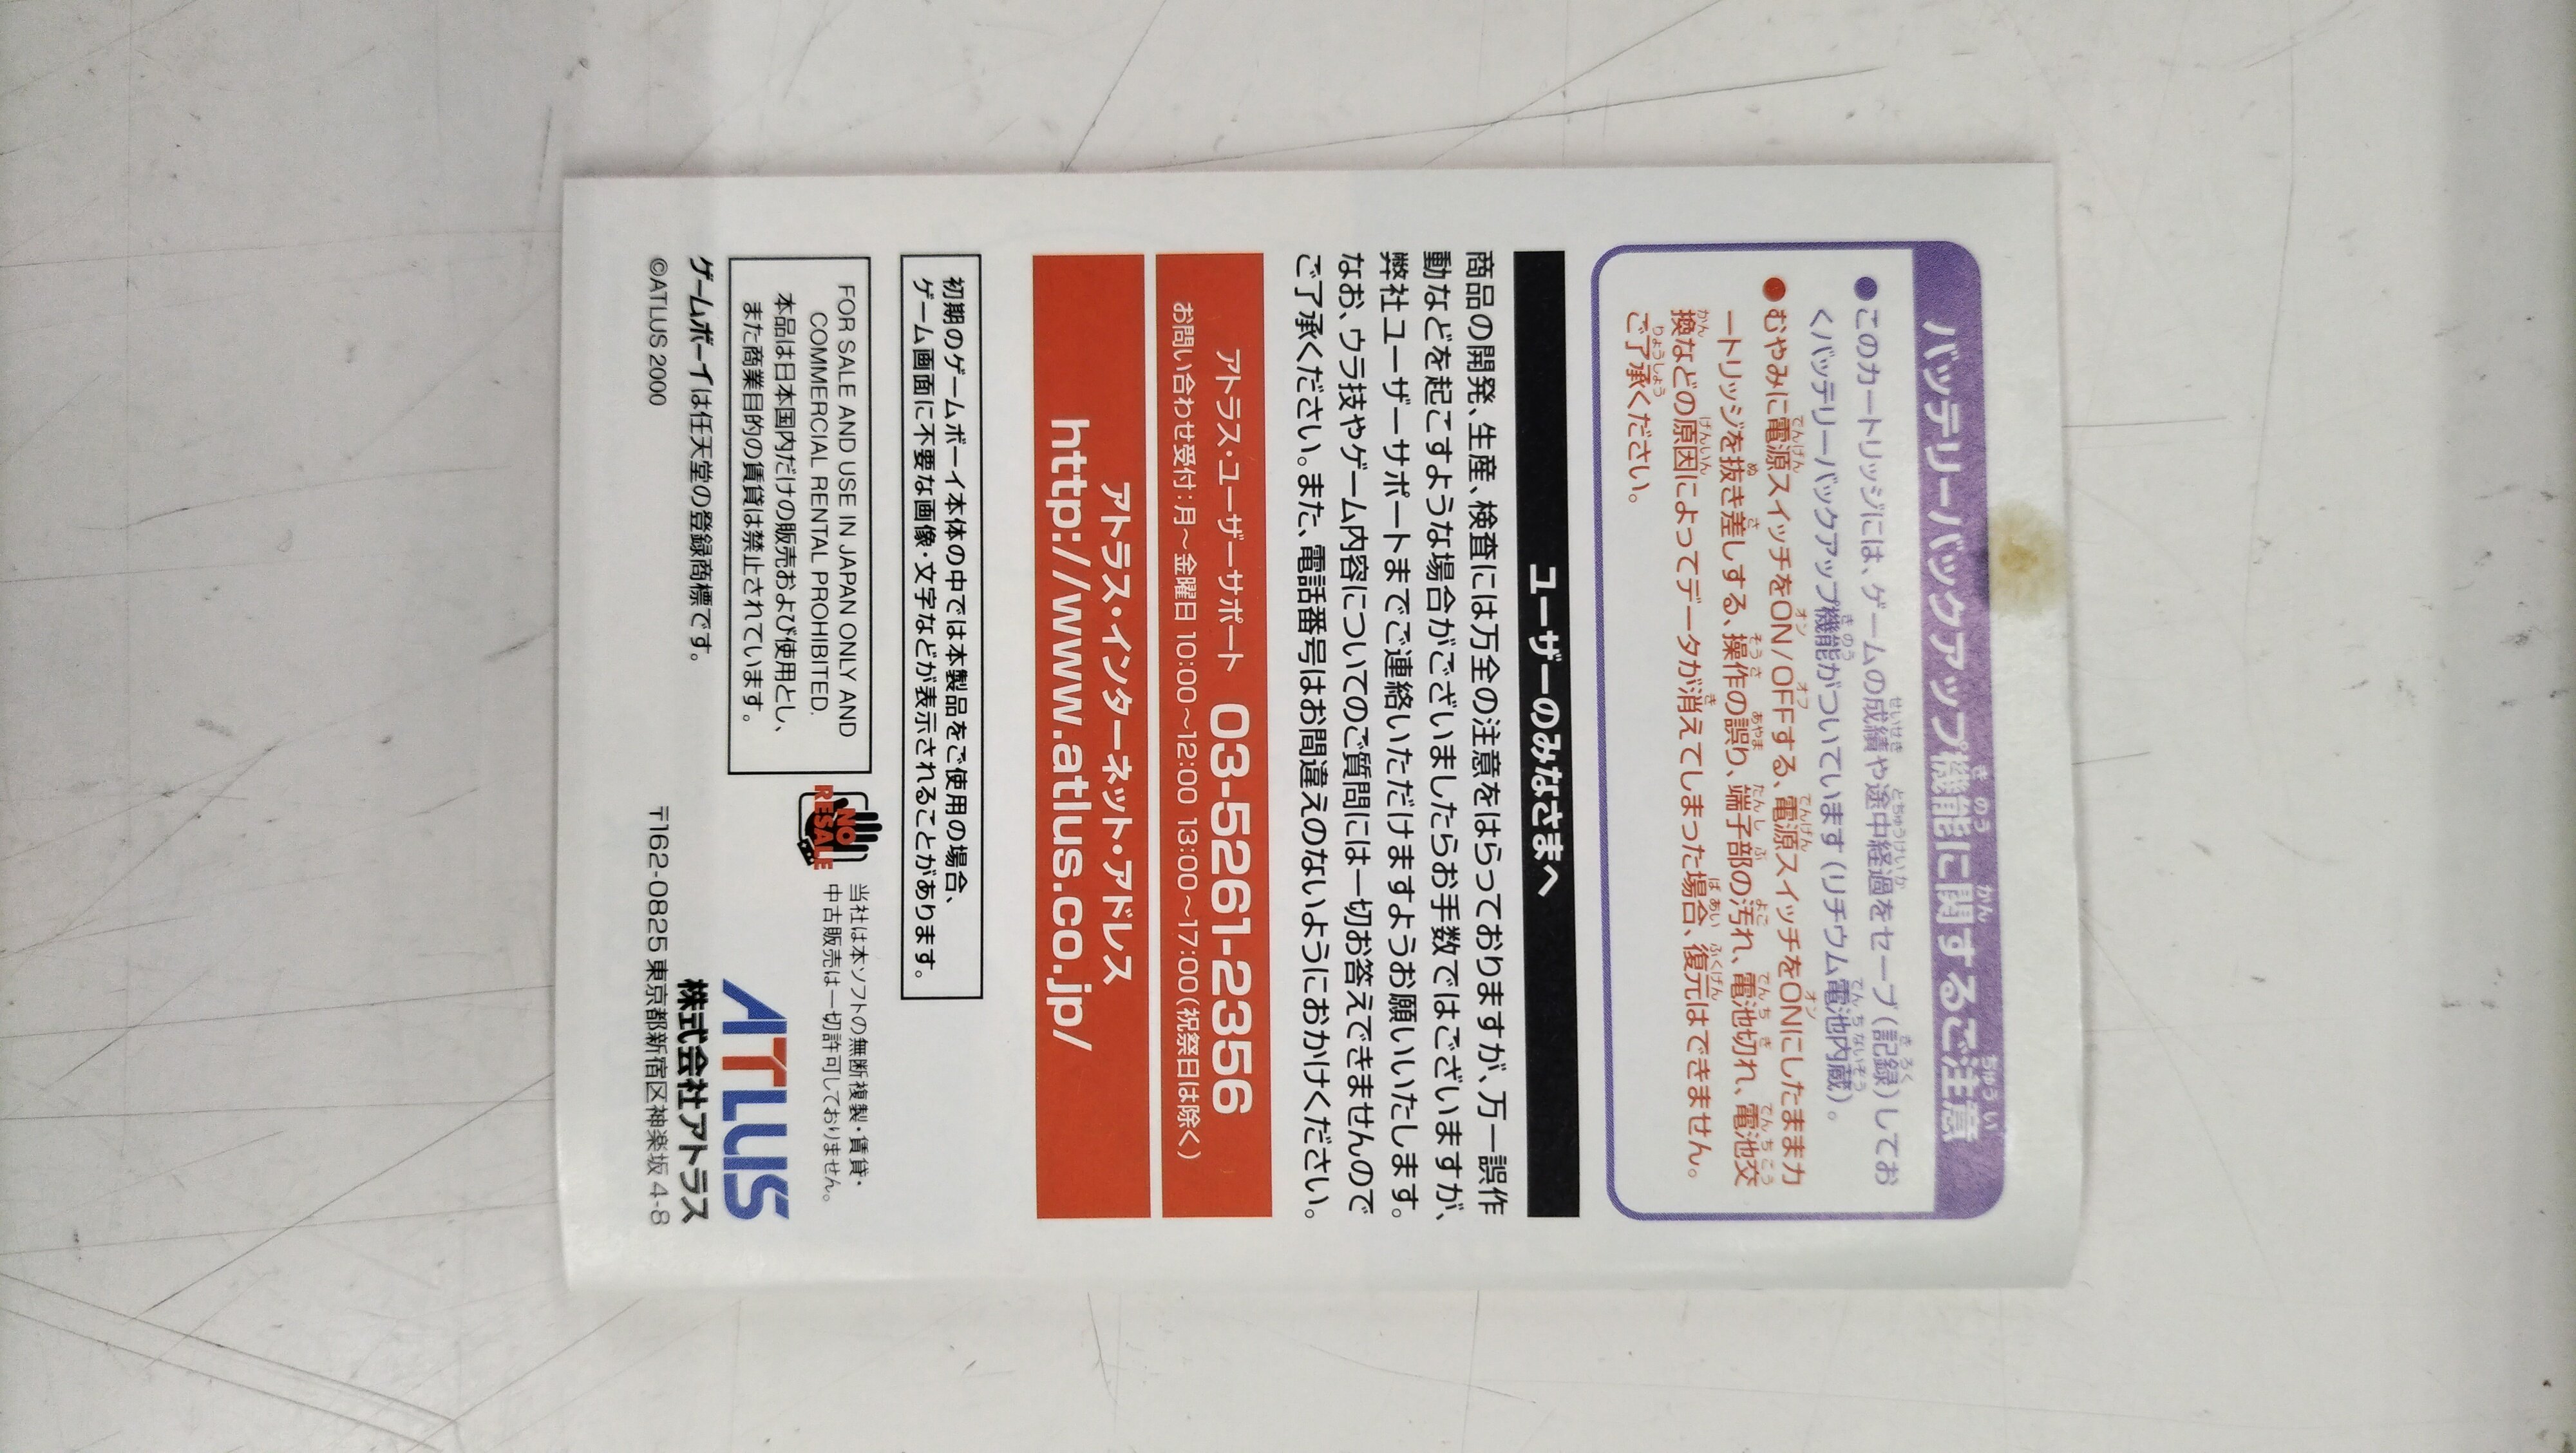 バッテリーバックアップ機能に関するご注意
●このカートリッジには、ゲームの成績や途中経過をセーブ(記録)してお
くバッテリーバックアップ機能がついています(リチウム電池内蔵)。
●むやみに電源スイッチをON/OFFする、電源スイッチをONにしたままカ
ートリッジを抜き差しする、操作の誤り、端子部の汚れ、電池切れ、電池交
換などの原因によってデータが消えてしまった場合、復元はできません。
ご了承ください。
ユーザーのみなさまへ
商品の開発、生産、検査には万全の注意をはらっておりますが、万一誤作
動などを起こすような場合がございましたらお手数ではございますが、
弊社ユーザーサポートまでご連絡いただけますようお願いいたします。
なお、ウラ技やゲーム内容についてのご質問には一切お答えできませんので
ご了承ください。また、電話番号はお間違えのないようにおかけください。
アトラス・ユーザーサポート 03-5261-2356
お問い合わせ受付:月～金曜日 10:00～12:00 13:00～17:00(祝祭日は除く)
アトラス・インターネット・アドレス
http://www.atlus.co.jp/
初期のゲームボーイ本体の中では本製品をご使用の場合、
ゲーム画面に不要な画像・文字などが表示されることがあります。
FOR SALE AND USE IN JAPAN ONLY AND
COMMERCIAL RENTAL PROHIBITED.
本品は日本国内だけの販売および使用とし、
また商業目的の賃貸は禁止されています。
NO
RESALE
当社は本ソフトの無断複製・賃貸・
中古販売は一切許可しておりません。
ゲームボーイは任天堂の登録商標です。
©ATLUS 2000
ATLUS
株式会社アトラス
〒162-0825 東京都新宿区神楽坂4-8